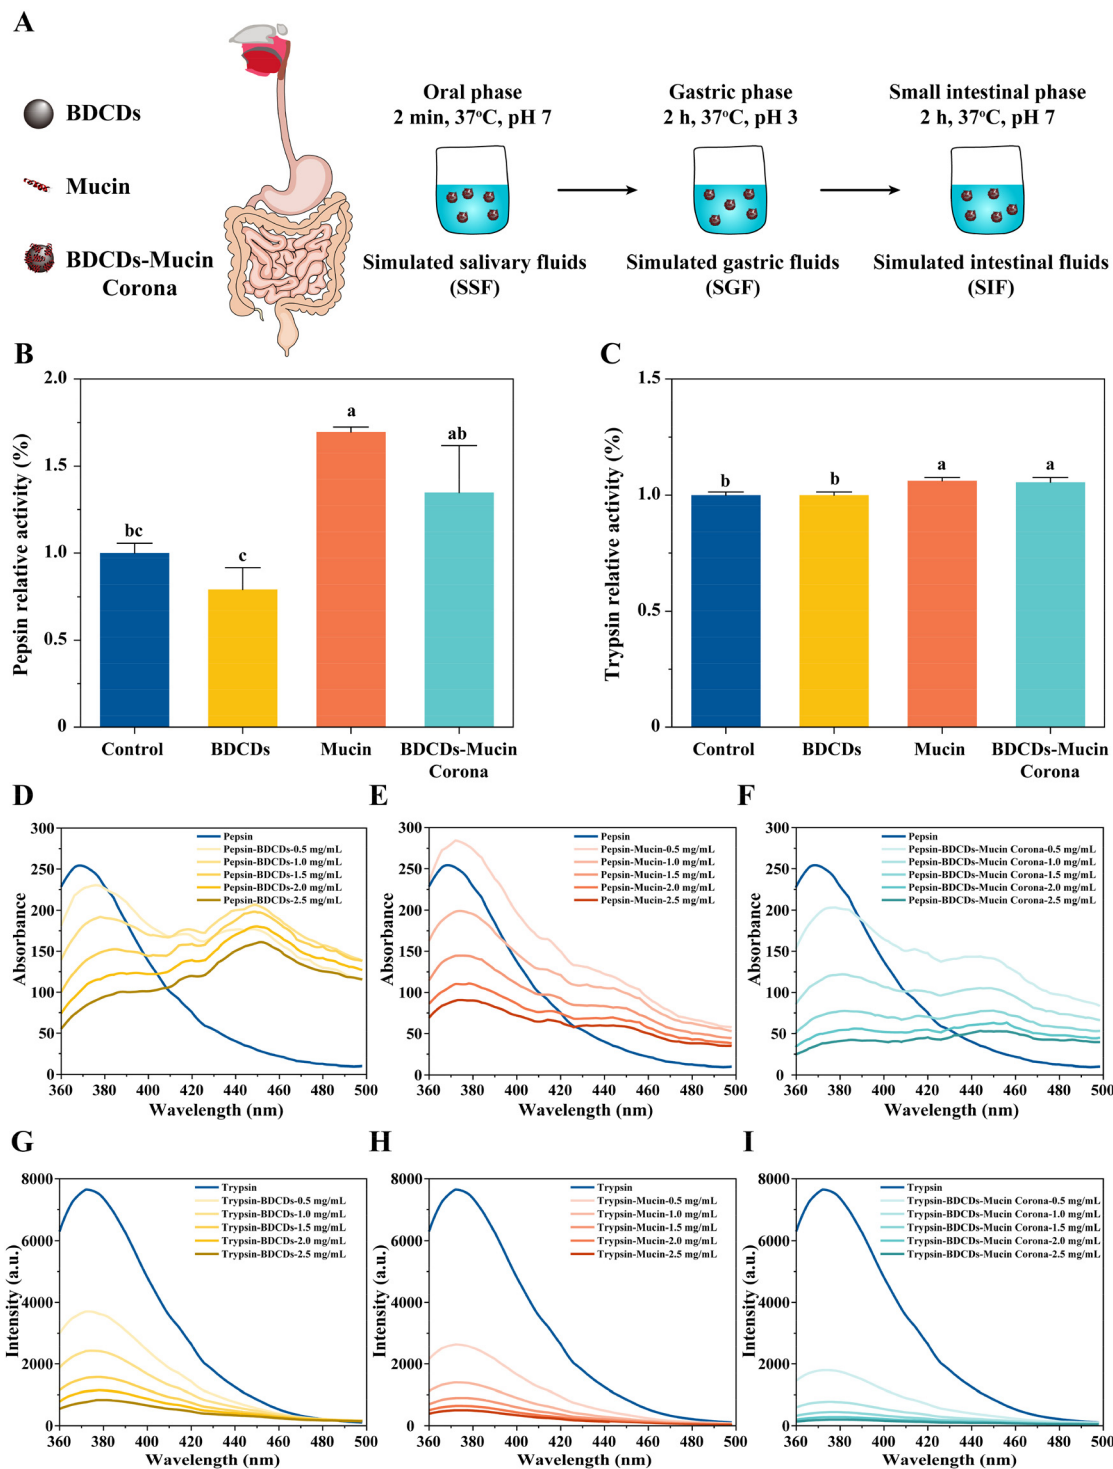 A
BDCDs
Mucin
BDCDs-Mucin
Corona
Oral phase
2 min, 37°C, pH 7
Simulated salivary fluids
(SSF)
Gastric phase
2 h, 37°C, pH 3
Simulated gastric fluids
(SGF)
Small intestinal phase
2 h, 37°C, pH 7
Simulated intestinal fluids
(SIF)
B
Pepsin relative activity (%)
2.0
1.5
1.0
0.5
0
bc
c
a
ab
Control
BDCDs
Mucin
BDCDs-Mucin
Corona
C
Trypsin relative activity (%)
1.5
1.0
0.5
0
b
b
a
a
Control
BDCDs
Mucin
BDCDs-Mucin
Corona
D
Absorbance
300
250
200
150
100
50
0
Pepsin
Pepsin-BDCDs-0.5 mg/mL
Pepsin-BDCDs-1.0 mg/mL
Pepsin-BDCDs-1.5 mg/mL
Pepsin-BDCDs-2.0 mg/mL
Pepsin-BDCDs-2.5 mg/mL
360 400 420 440 460 480 500
Wavelength (nm)
E
Absorbance
300
250
200
150
100
50
0
Pepsin
Pepsin-Mucin-0.5 mg/mL
Pepsin-Mucin-1.0 mg/mL
Pepsin-Mucin-1.5 mg/mL
Pepsin-Mucin-2.0 mg/mL
Pepsin-Mucin-2.5 mg/mL
360 400 420 440 460 480 500
Wavelength (nm)
F
Absorbance
300
250
200
150
100
50
0
Pepsin
Pepsin-BDCDs-Mucin Corona-0.5 mg/mL
Pepsin-BDCDs-Mucin Corona-1.0 mg/mL
Pepsin-BDCDs-Mucin Corona-1.5 mg/mL
Pepsin-BDCDs-Mucin Corona-2.0 mg/mL
Pepsin-BDCDs-Mucin Corona-2.5 mg/mL
360 400 420 440 460 480 500
Wavelength (nm)
G
Intensity (a.u.)
8000
6000
4000
2000
0
Trypsin
Trypsin-BDCDs-0.5 mg/mL
Trypsin-BDCDs-1.0 mg/mL
Trypsin-BDCDs-1.5 mg/mL
Trypsin-BDCDs-2.0 mg/mL
Trypsin-BDCDs-2.5 mg/mL
360 400 420 440 460 480 500
Wavelength (nm)
H
Intensity (a.u.)
8000
6000
4000
2000
0
Trypsin
Trypsin-Mucin-0.5 mg/mL
Trypsin-Mucin-1.0 mg/mL
Trypsin-Mucin-1.5 mg/mL
Trypsin-Mucin-2.0 mg/mL
Trypsin-Mucin-2.5 mg/mL
360 400 420 440 460 480 500
Wavelength (nm)
I
Intensity (a.u.)
8000
6000
4000
2000
0
Trypsin
Trypsin-BDCDs-Mucin Corona-0.5 mg/mL
Trypsin-BDCDs-Mucin Corona-1.0 mg/mL
Trypsin-BDCDs-Mucin Corona-1.5 mg/mL
Trypsin-BDCDs-Mucin Corona-2.0 mg/mL
Trypsin-BDCDs-Mucin Corona-2.5 mg/mL
360 400 420 440 460 480 500
Wavelength (nm)